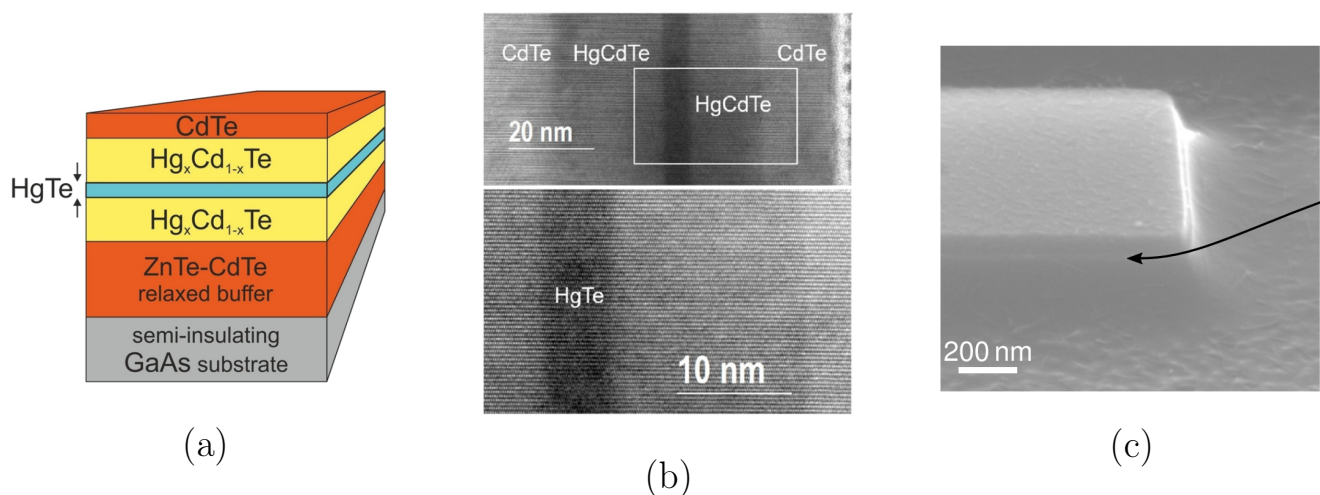 CdTe
HgₓCd₁₋ₓTe
HgTe
HgₓCd₁₋ₓTe
ZnTe-CdTe
relaxed buffer
semi-insulating
GaAs substrate
(a)
CdTe HgCdTe CdTe
HgCdTe
20 nm
HgTe
10 nm
(b)
200 nm
(c)